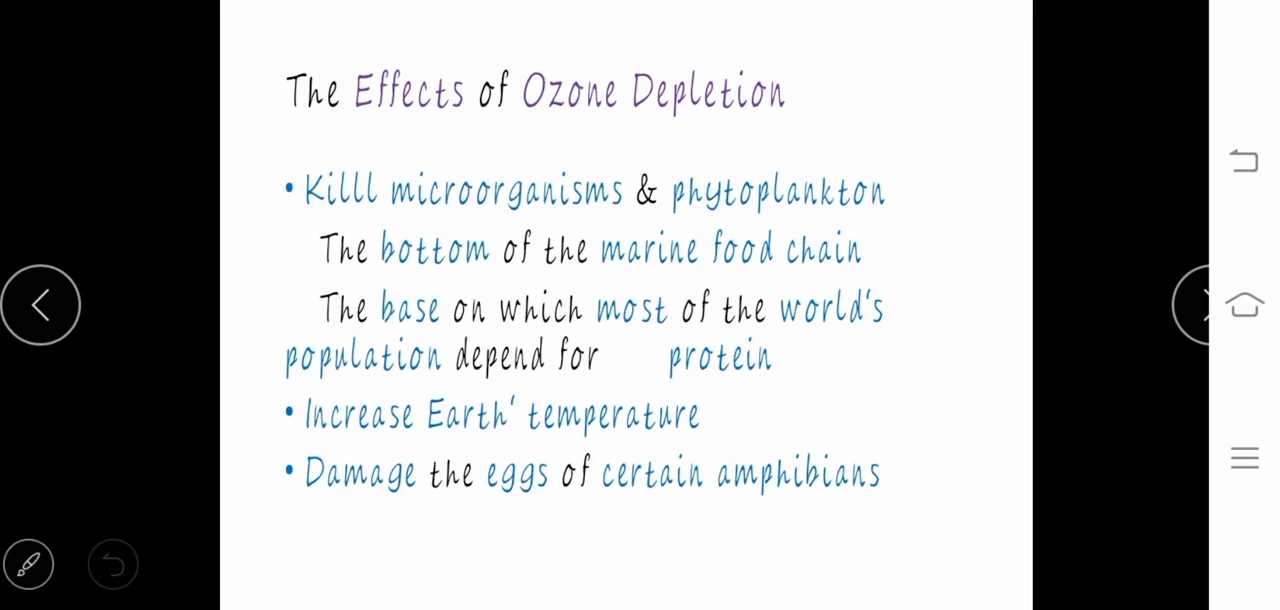 The Effects of Ozone Depletion
• Killl microorganisms & phytoplankton
The bottom of the marine food chain
The base on which most of the world's
population depend for protein
• Increase Earth' temperature
• Damage the eggs of certain amphibians